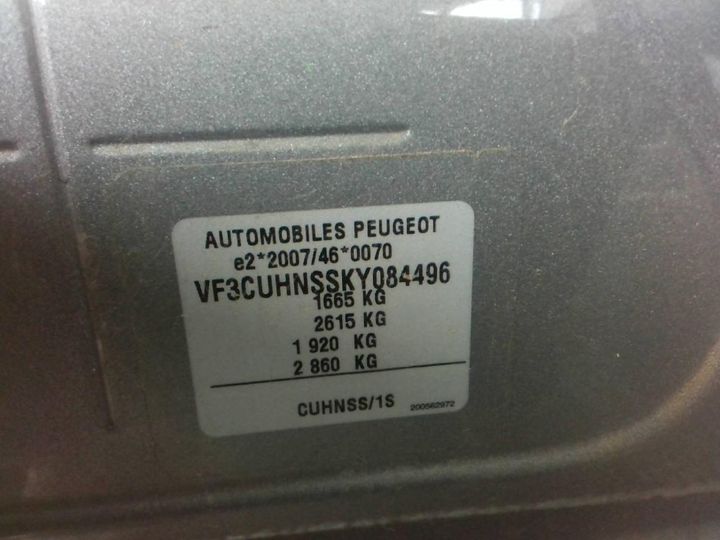 AUTOMOBILES PEUGEOT
e2*2007/46*0070
VF3CUHNSSKY084496
1665 KG
2615 KG
1 920 KG
2 860 KG
CUHNSS/1S 200562972